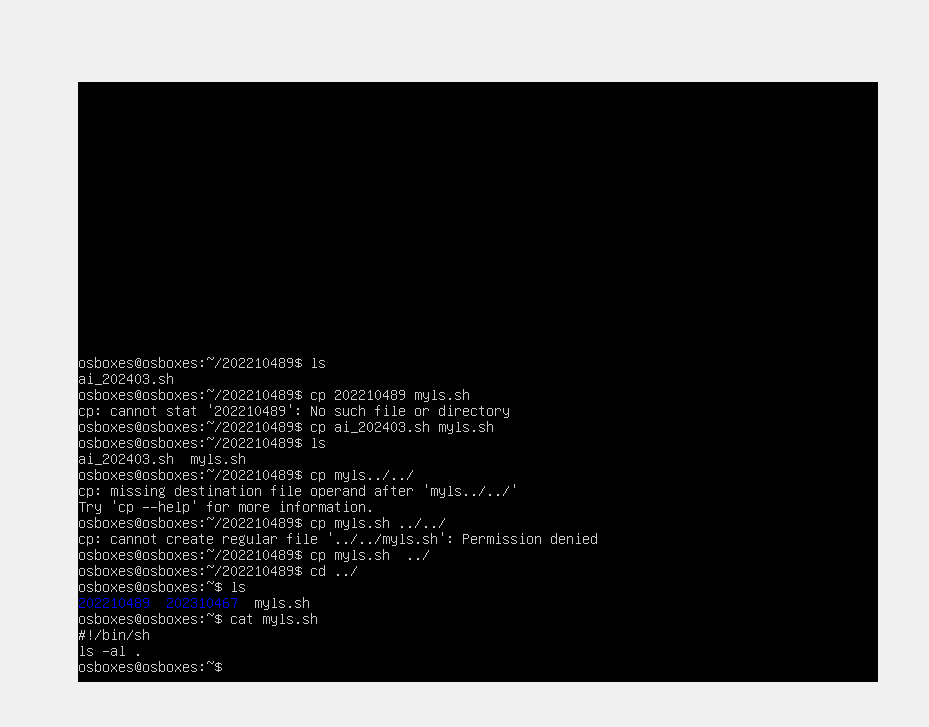 osboxes@osboxes:~/202210489$ ls
ai_202403.sh
osboxes@osboxes:~/202210489$ cp 202210489 myls.sh
cp: cannot stat '202210489': No such file or directory
osboxes@osboxes:~/202210489$ cp ai_202403.sh myls.sh
osboxes@osboxes:~/202210489$ ls
ai_202403.sh  myls.sh
osboxes@osboxes:~/202210489$ cp myls../../
cp: missing destination file operand after 'myls../../'
Try 'cp --help' for more information.
osboxes@osboxes:~/202210489$ cp myls.sh ../../
cp: cannot create regular file '../../myls.sh': Permission denied
osboxes@osboxes:~/202210489$ cp myls.sh  ../
osboxes@osboxes:~/202210489$ cd ../
osboxes@osboxes:~$ ls
202210489  202310467  myls.sh
osboxes@osboxes:~$ cat myls.sh
#!/bin/sh
ls -al .
osboxes@osboxes:~$